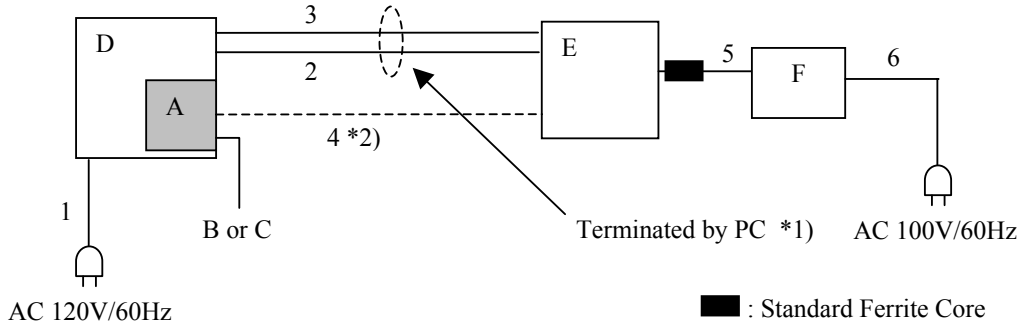 3
D
E
5
6
2
F
A
4 *2)
1
B or C
Terminated by PC *1)
AC 100V/60Hz
AC 120V/60Hz
: Standard Ferrite Core